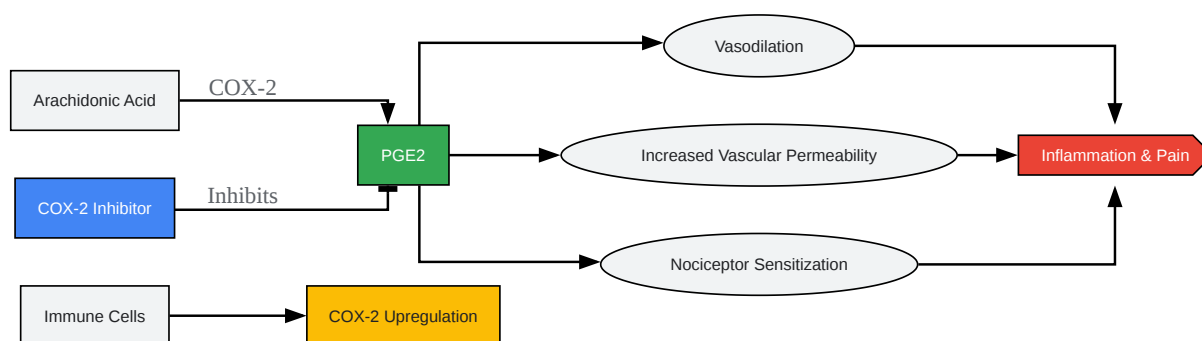 Vasodilation
COX-2
Arachidonic Acid
PGE2
Increased Vascular Permeability
Inflammation & Pain
Inhibits
COX-2 Inhibitor
Nociceptor Sensitization
Immune Cells
COX-2 Upregulation